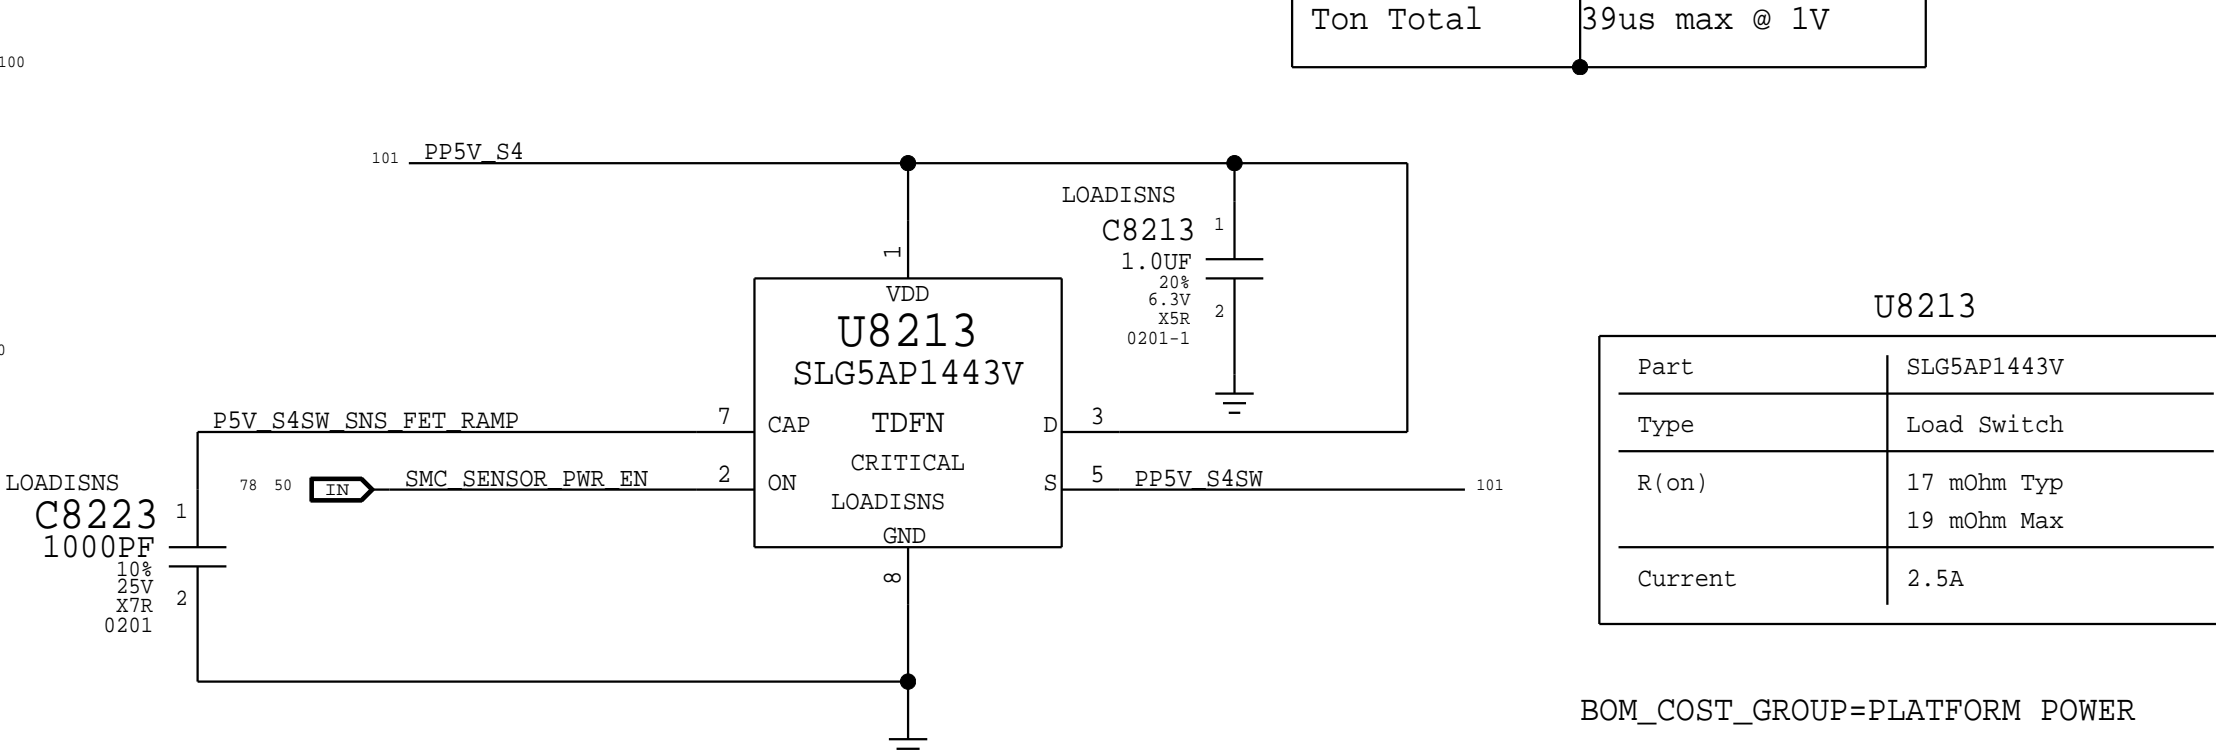 Ton Total 39us max @ 1V
100
101 PP5V_S4
LOADISNS
C8213 1
1.0UF
20%
6.3V
X5R
0201-1
2
1
VDD
U8213
SLG5AP1443V
TDFN
CRITICAL
LOADISNS
GND
8
P5V_S4SW_SNS_FET_RAMP 7 CAP
D 3
78 50 IN SMC_SENSOR_PWR_EN 2 ON
S 5 PP5V_S4SW 101
LOADISNS
C8223 1
1000PF
10%
25V
X7R
0201
2
0
U8213
Part SLG5AP1443V
Type Load Switch
R(on) 17 mOhm Typ
19 mOhm Max
Current 2.5A
BOM_COST_GROUP=PLATFORM POWER